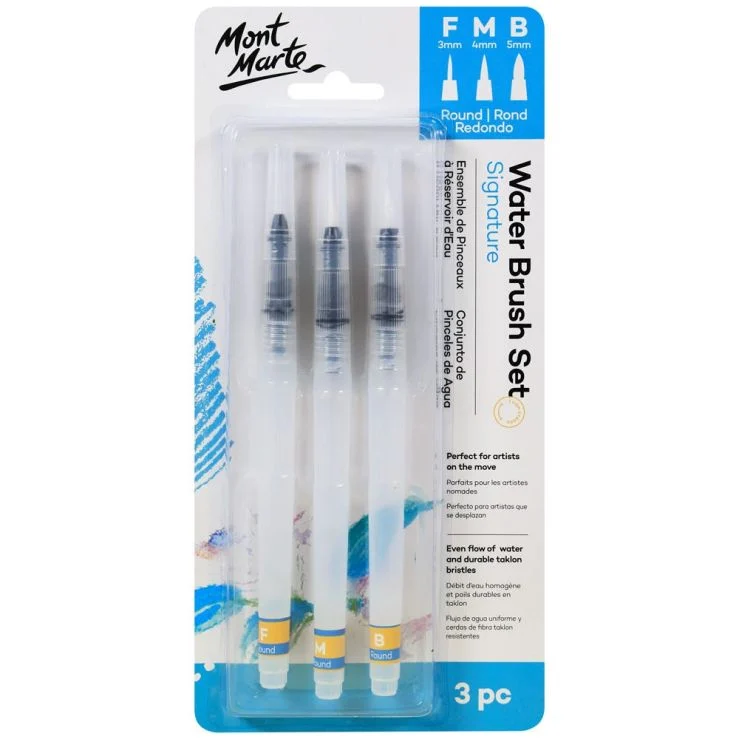 Mont
Marte
F M B
3mm 4mm 5mm
Round | Rond
Redondo
Water Brush Set
Signature
Ensemble de Pinceaux
à Réservoir d'Eau
Conjunto de
Pinceles de Agua
Perfect for artists
on the move
Parfaits pour les artistes
nomades
Perfecto para artistas que
se desplazan
Even flow of water
and durable taklon
bristles
Débit d'eau homogène
et poils durables en
taklon
Flujo de agua uniforme y
cerdas de fibra taklon
resistentes
F
ound
M
ound
B
Round
3 pc